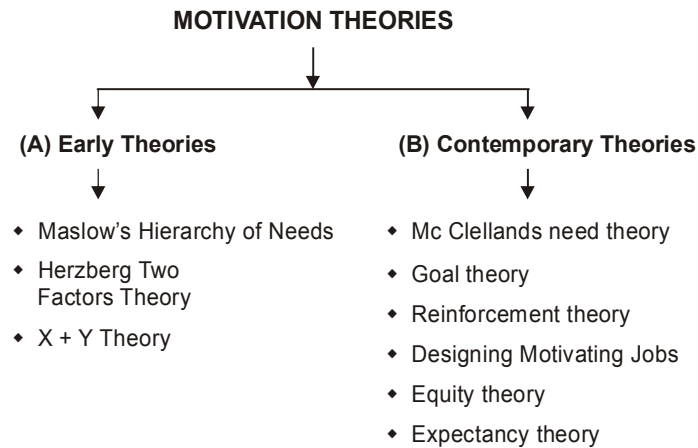 MOTIVATION THEORIES
(A) Early Theories
Maslow's Hierarchy of Needs
Herzberg Two
Factors Theory
X + Y Theory
(B) Contemporary Theories
Mc Clellands need theory
Goal theory
Reinforcement theory
Designing Motivating Jobs
Equity theory
Expectancy theory